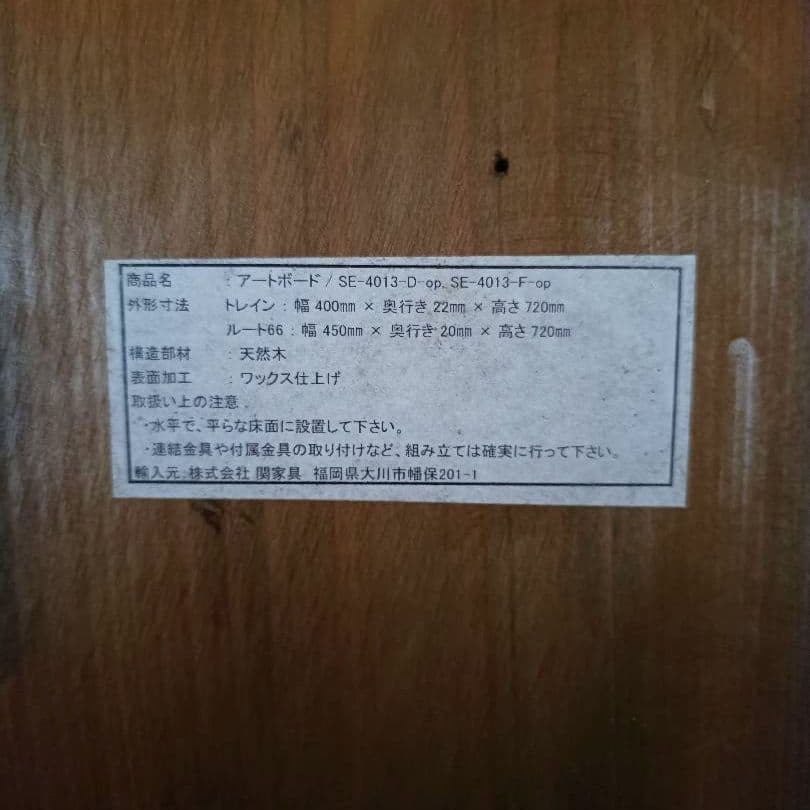 商品名 : アートボード / SE-4013-D-op, SE-4013-F-op
外形寸法 トレイン : 幅 400mm × 奥行き 22mm × 高さ 720mm
ルート66 : 幅 450mm × 奥行き 20mm × 高さ 720mm
構造部材 : 天然木
表面加工 : ワックス仕上げ
取扱い上の注意 .
・水平で、平らな床面に設置して下さい。
・連結金具や付属金具の取り付けなど、組み立ては確実に行って下さい。
輸入元:株式会社 関家具 福岡県大川市幡保201-1